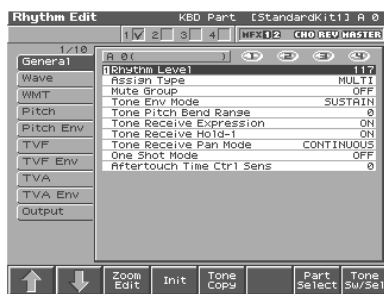 Rhythm Edit KBD Part [StandardKit1] A 0
1 2 3 4 MFX 1 2 CHO REV MASTER
1/10
General
Wave
WMT
Pitch
Pitch Env
TVF
TVF Env
TVA
TVA Env
Output
A 0( ) 1 2 3 4
Rhythm Level 117
Assign Type MULTI
Mute Group OFF
Tone Env Mode SUSTAIN
Tone Pitch Bend Range 0
Tone Receive Expression ON
Tone Receive Hold-1 ON
Tone Receive Pan Mode CONTINUOUS
One Shot Mode OFF
Aftertouch Time Ctrl Sens 0
Zoom Edit Init Tone Copy Part Select Tone Sw/Sel